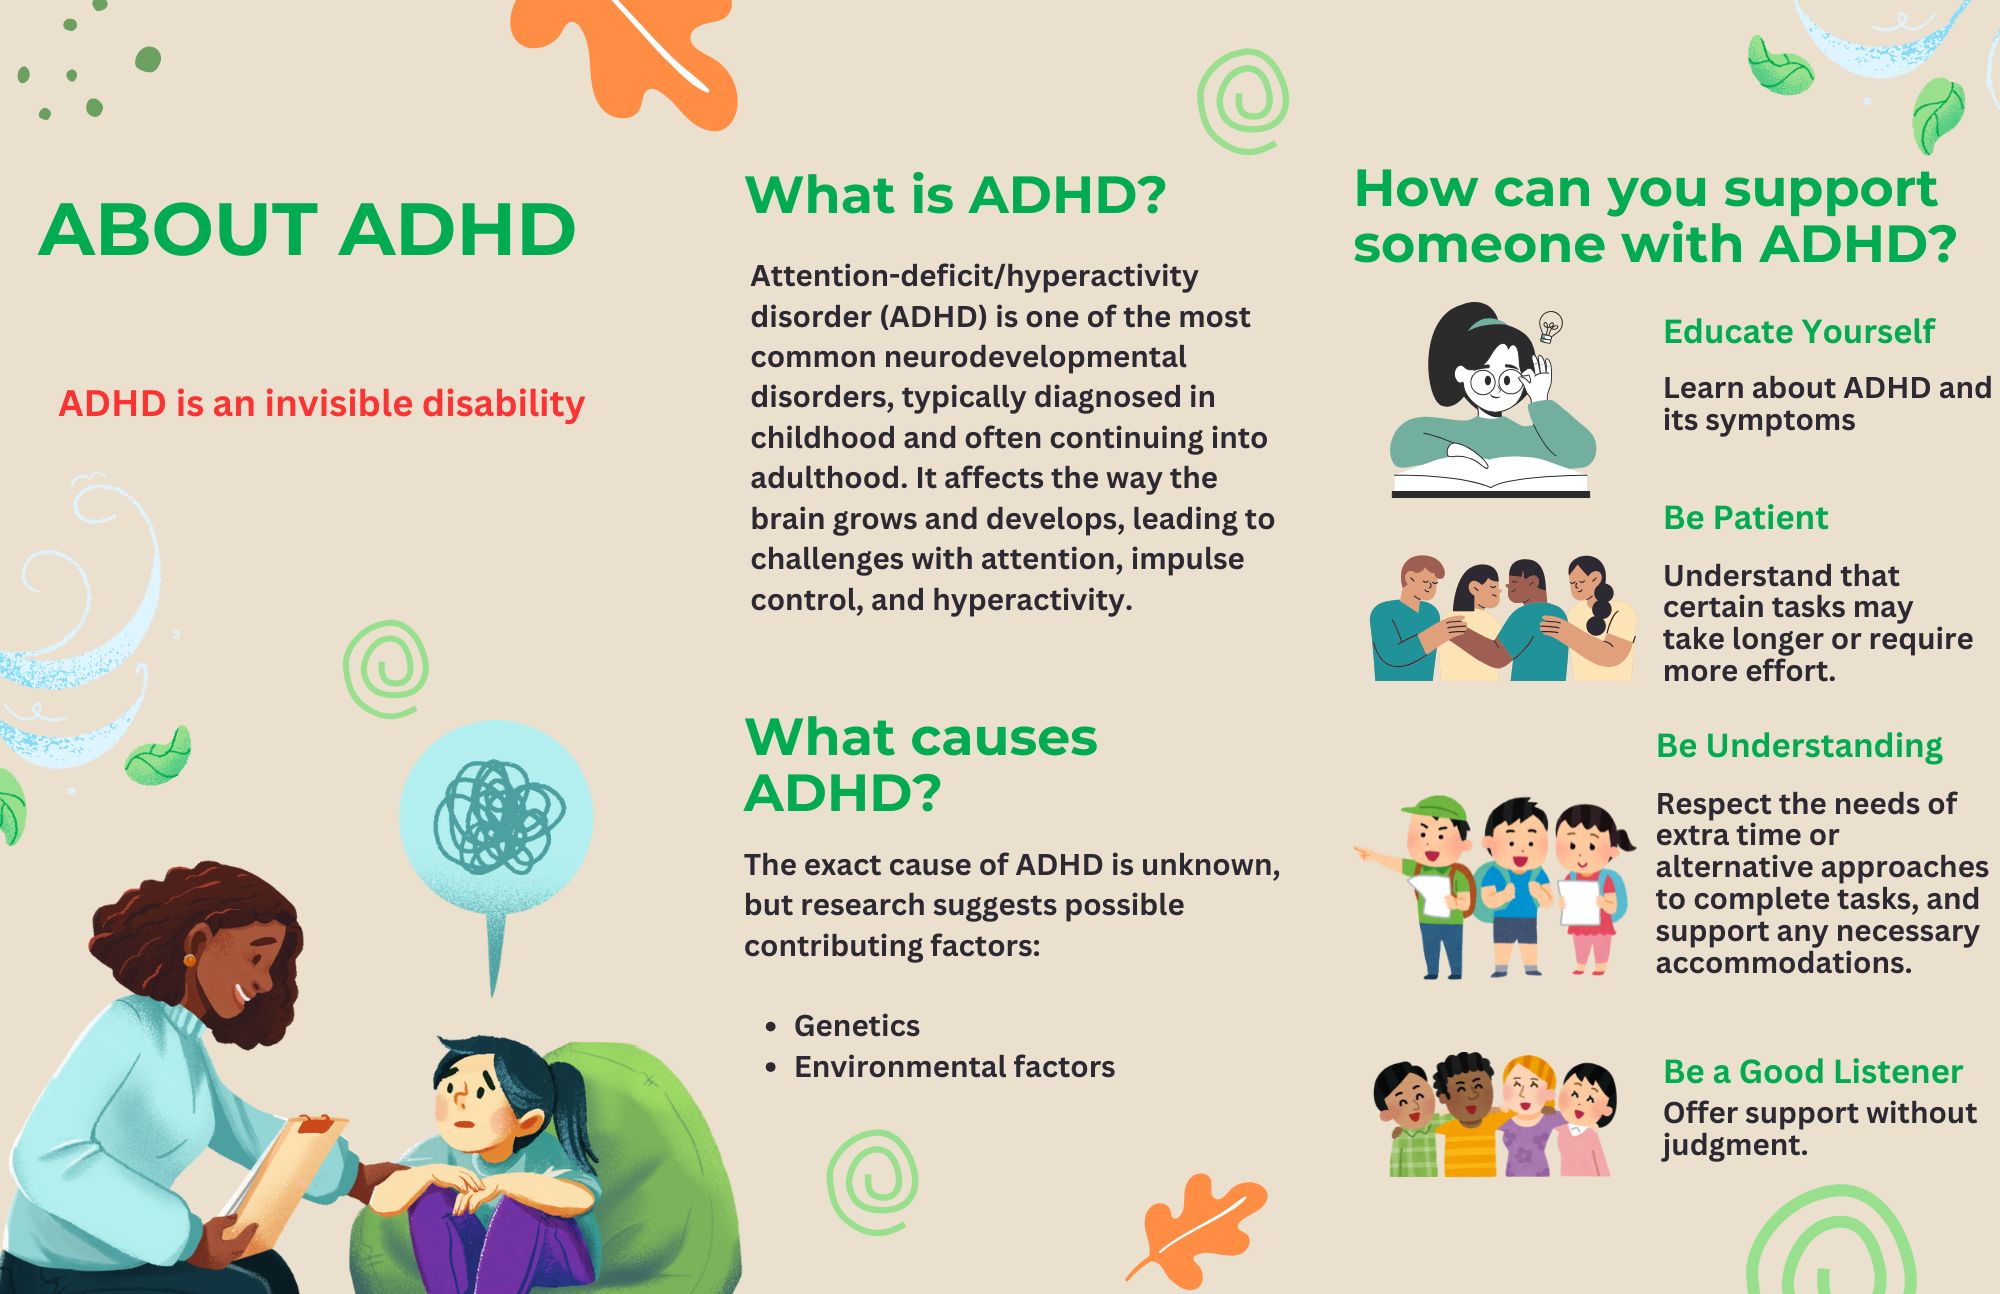 ABOUT ADHD
ADHD is an invisible disability
What is ADHD?
Attention-deficit/hyperactivity
disorder (ADHD) is one of the most
common neurodevelopmental
disorders, typically diagnosed in
childhood and often continuing into
adulthood. It affects the way the
brain grows and develops, leading to
challenges with attention, impulse
control, and hyperactivity.
What causes
ADHD?
The exact cause of ADHD is unknown,
but research suggests possible
contributing factors:
• Genetics
• Environmental factors
How can you support
someone with ADHD?
Educate Yourself
Learn about ADHD and
its symptoms
Be Patient
Understand that
certain tasks may
take longer or require
more effort.
Be Understanding
Respect the needs of
extra time or
alternative approaches
to complete tasks, and
support any necessary
accommodations.
Be a Good Listener
Offer support without
judgment.